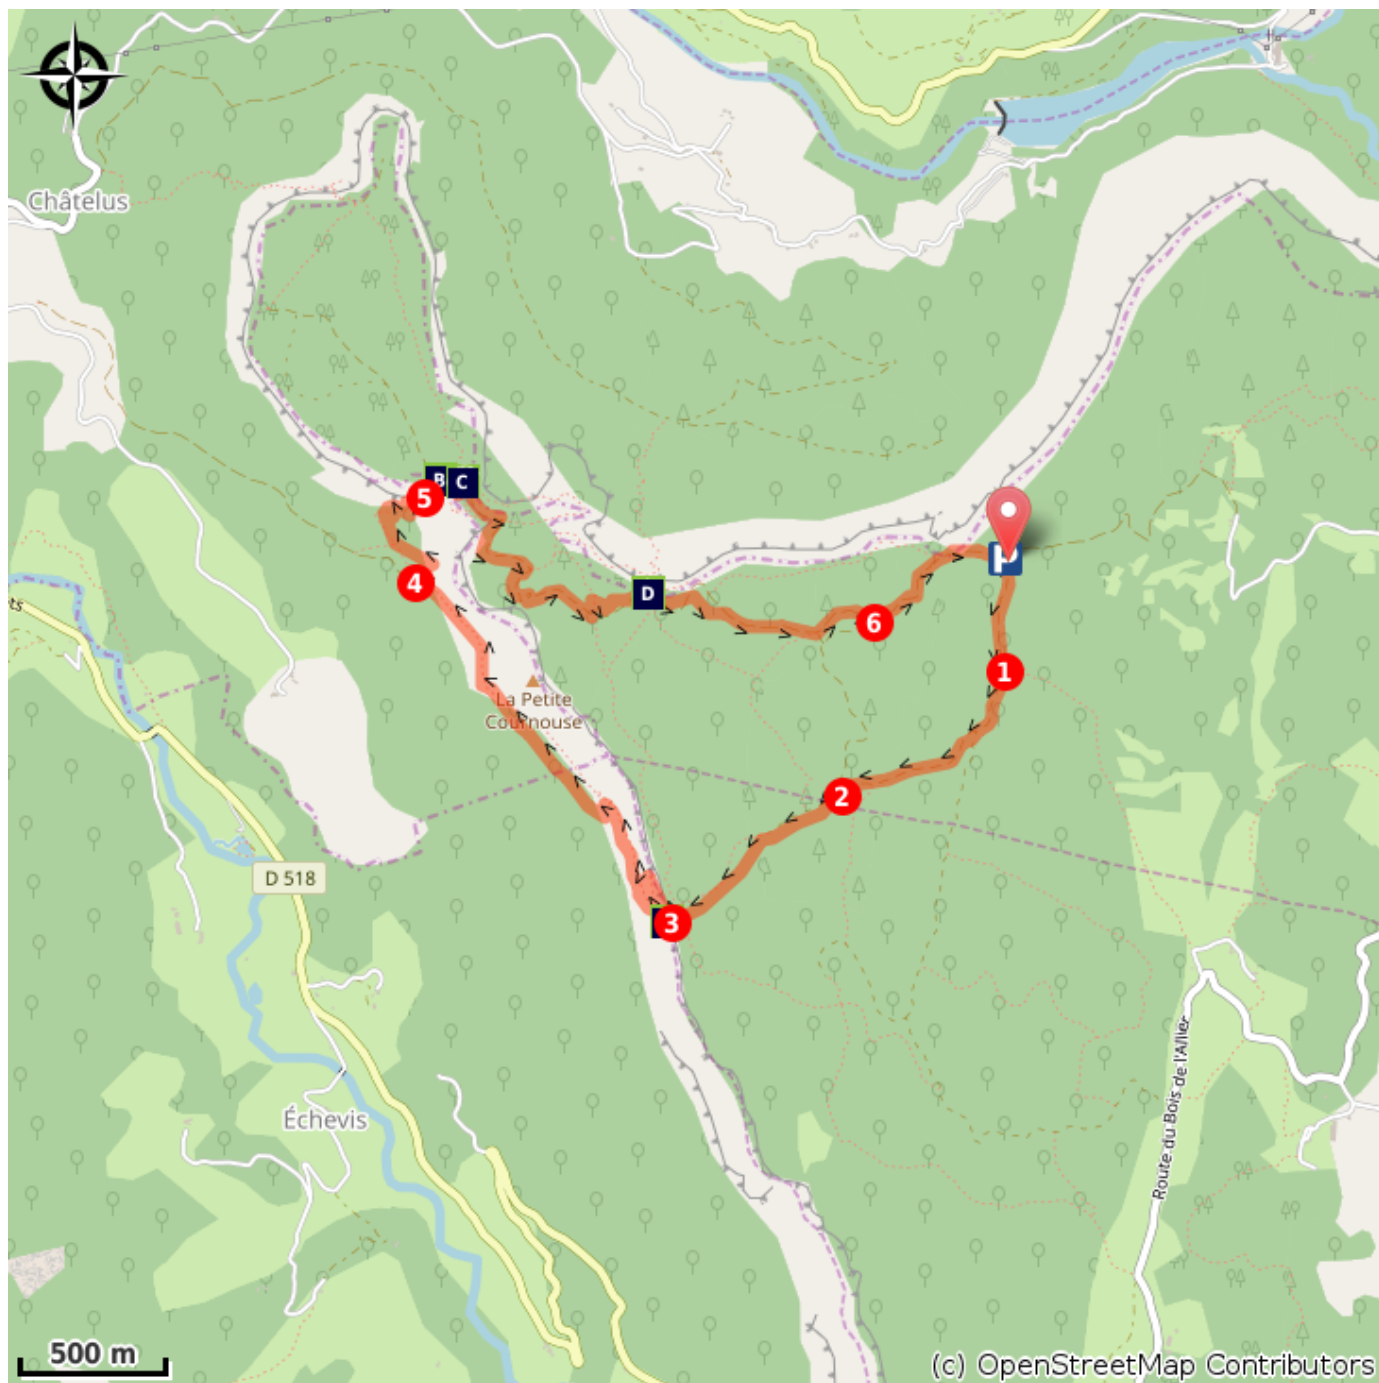 Châtelus
B
C
5
P
4
D
6
1
La Petite
Cournouse
2
ts
D 518
3
Route du Bois de l'Allier
Échevis
500 m
(c) OpenStreetMap Contributors